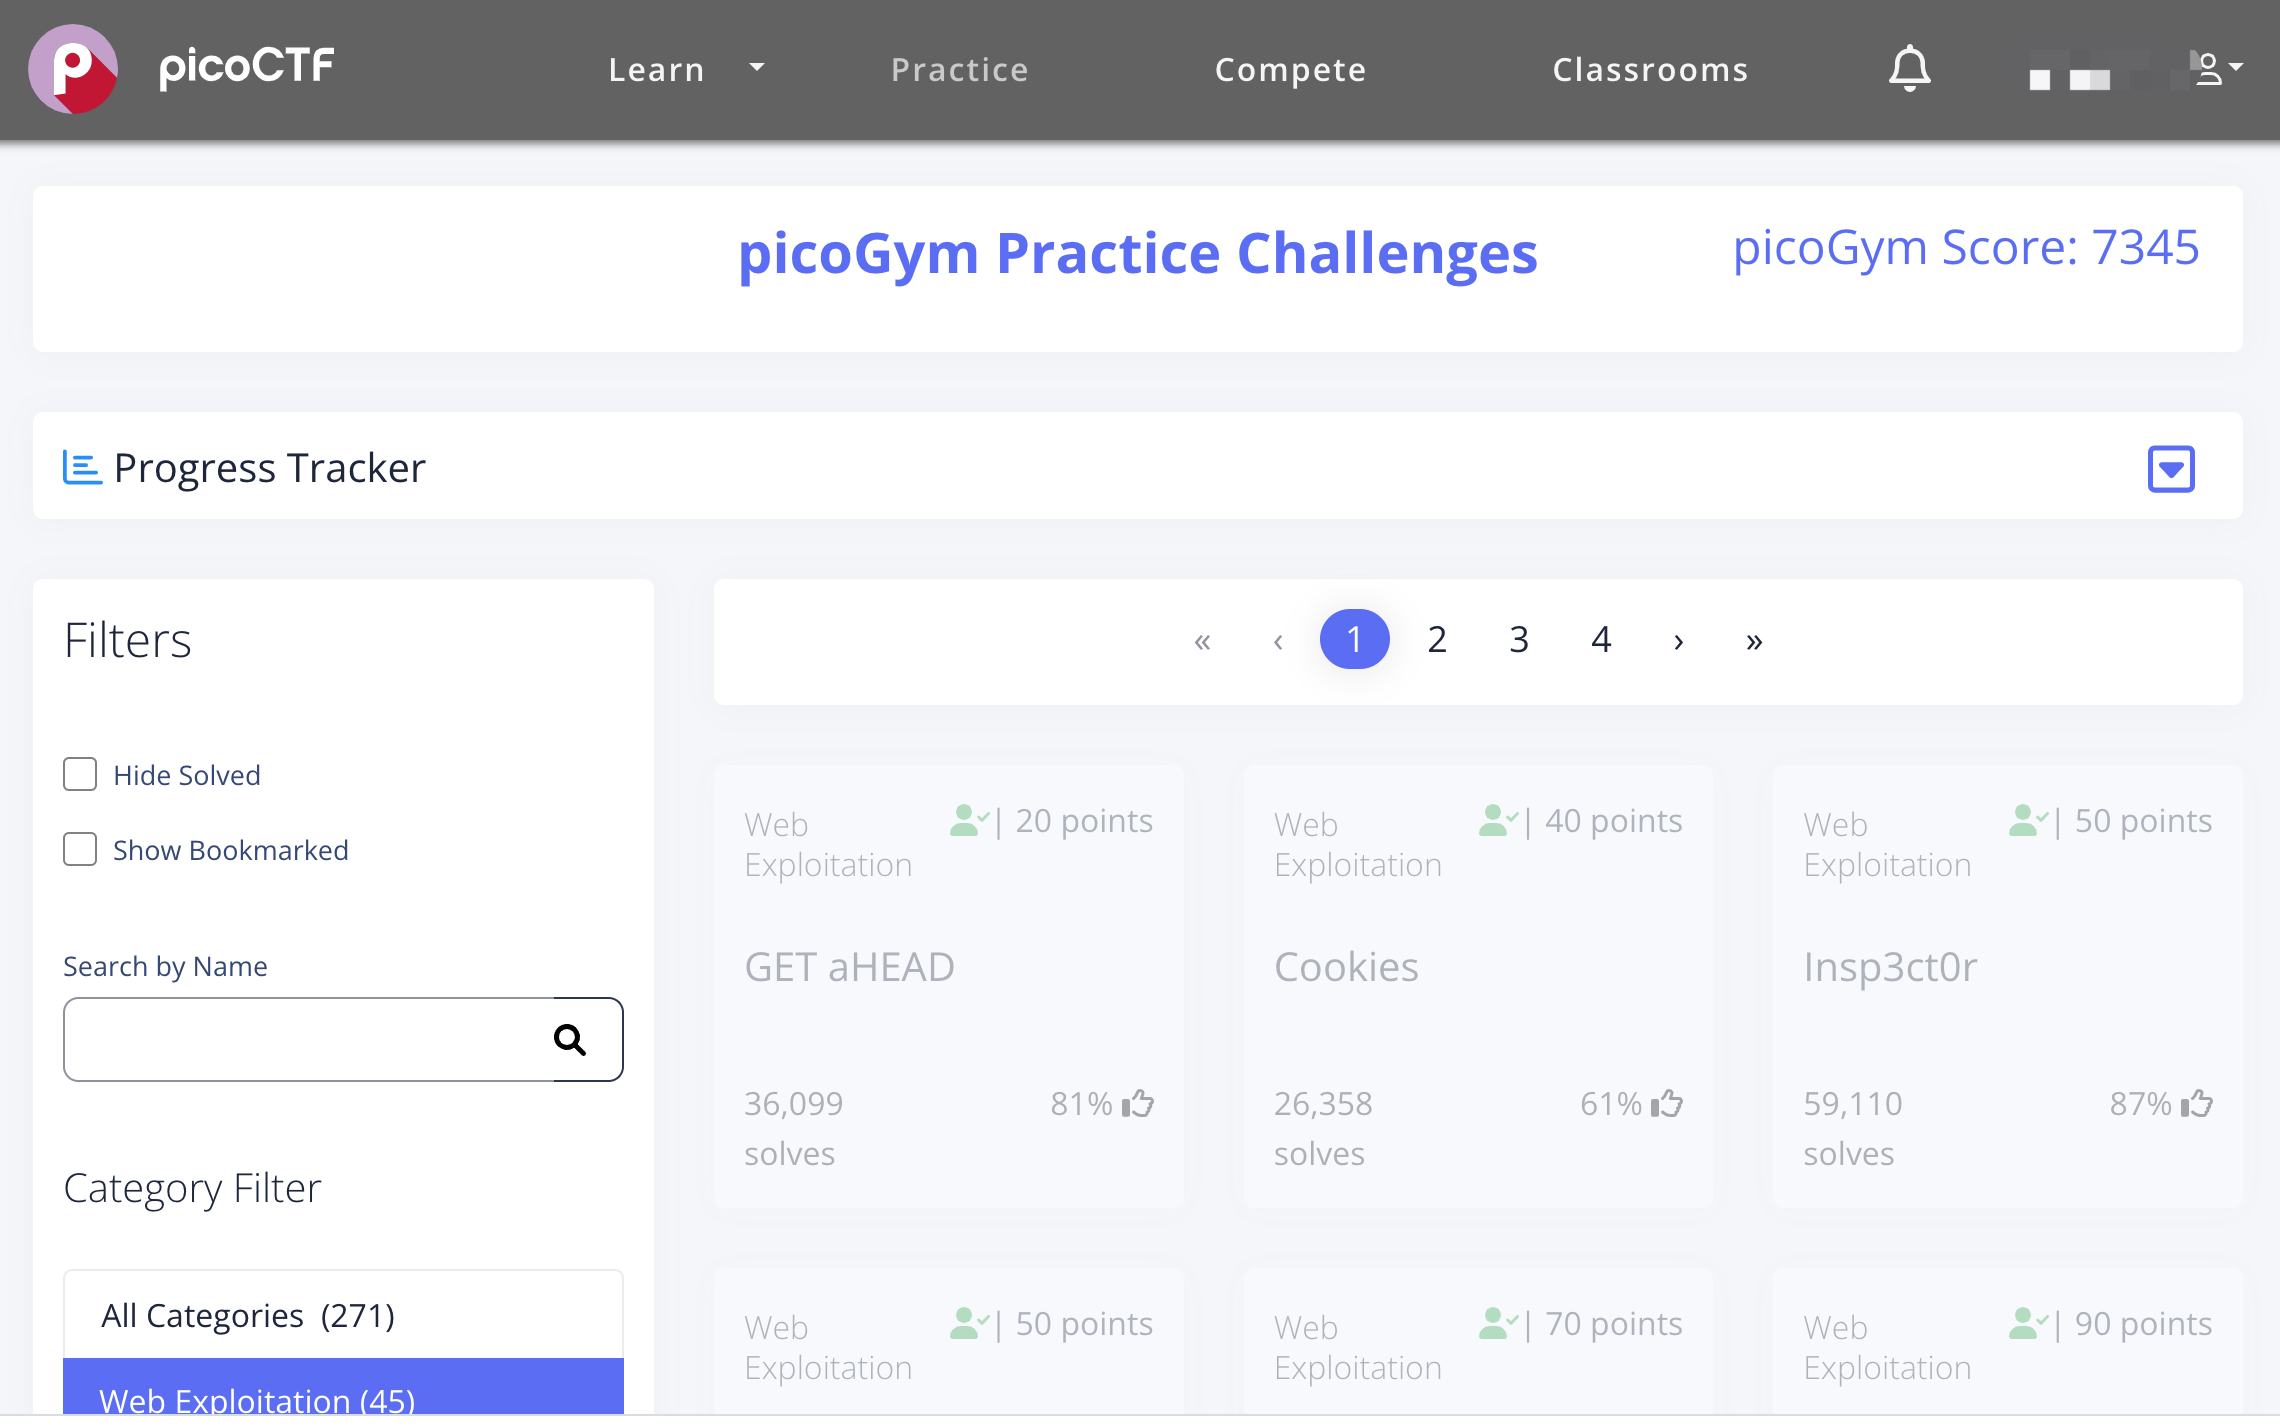 picoCTF
Learn
Practice
Compete
Classrooms
picoGym Practice Challenges
picoGym Score: 7345
Progress Tracker
Filters
Hide Solved
Show Bookmarked
Search by Name
Category Filter
All Categories (271)
Web Exploitation (45)
« ‹ 1 2 3 4 › »
Web Exploitation
| 20 points
GET aHEAD
36,099 solves
81%
Web Exploitation
| 40 points
Cookies
26,358 solves
61%
Web Exploitation
| 50 points
Insp3ct0r
59,110 solves
87%
Web Exploitation
| 50 points
Web Exploitation
| 70 points
Web Exploitation
| 90 points